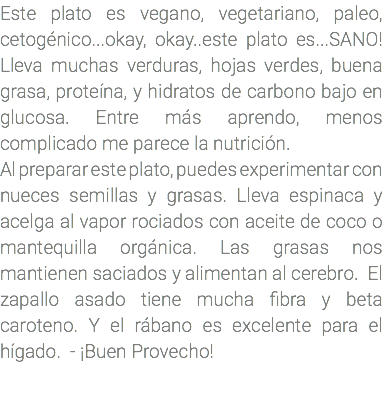 Este plato es vegano, vegetariano, paleo,
cetogénico...okay, okay..este plato es...SANO!
Lleva muchas verduras, hojas verdes, buena
grasa, proteína, y hidratos de carbono bajo en
glucosa. Entre más aprendo, menos
complicado me parece la nutrición.
Al preparar este plato, puedes experimentar con
nueces semillas y grasas. Lleva espinaca y
acelga al vapor rociados con aceite de coco o
mantequilla orgánica. Las grasas nos
mantienen saciados y alimentan al cerebro. El
zapallo asado tiene mucha fibra y beta
caroteno. Y el rábano es excelente para el
hígado. - ¡Buen Provecho!